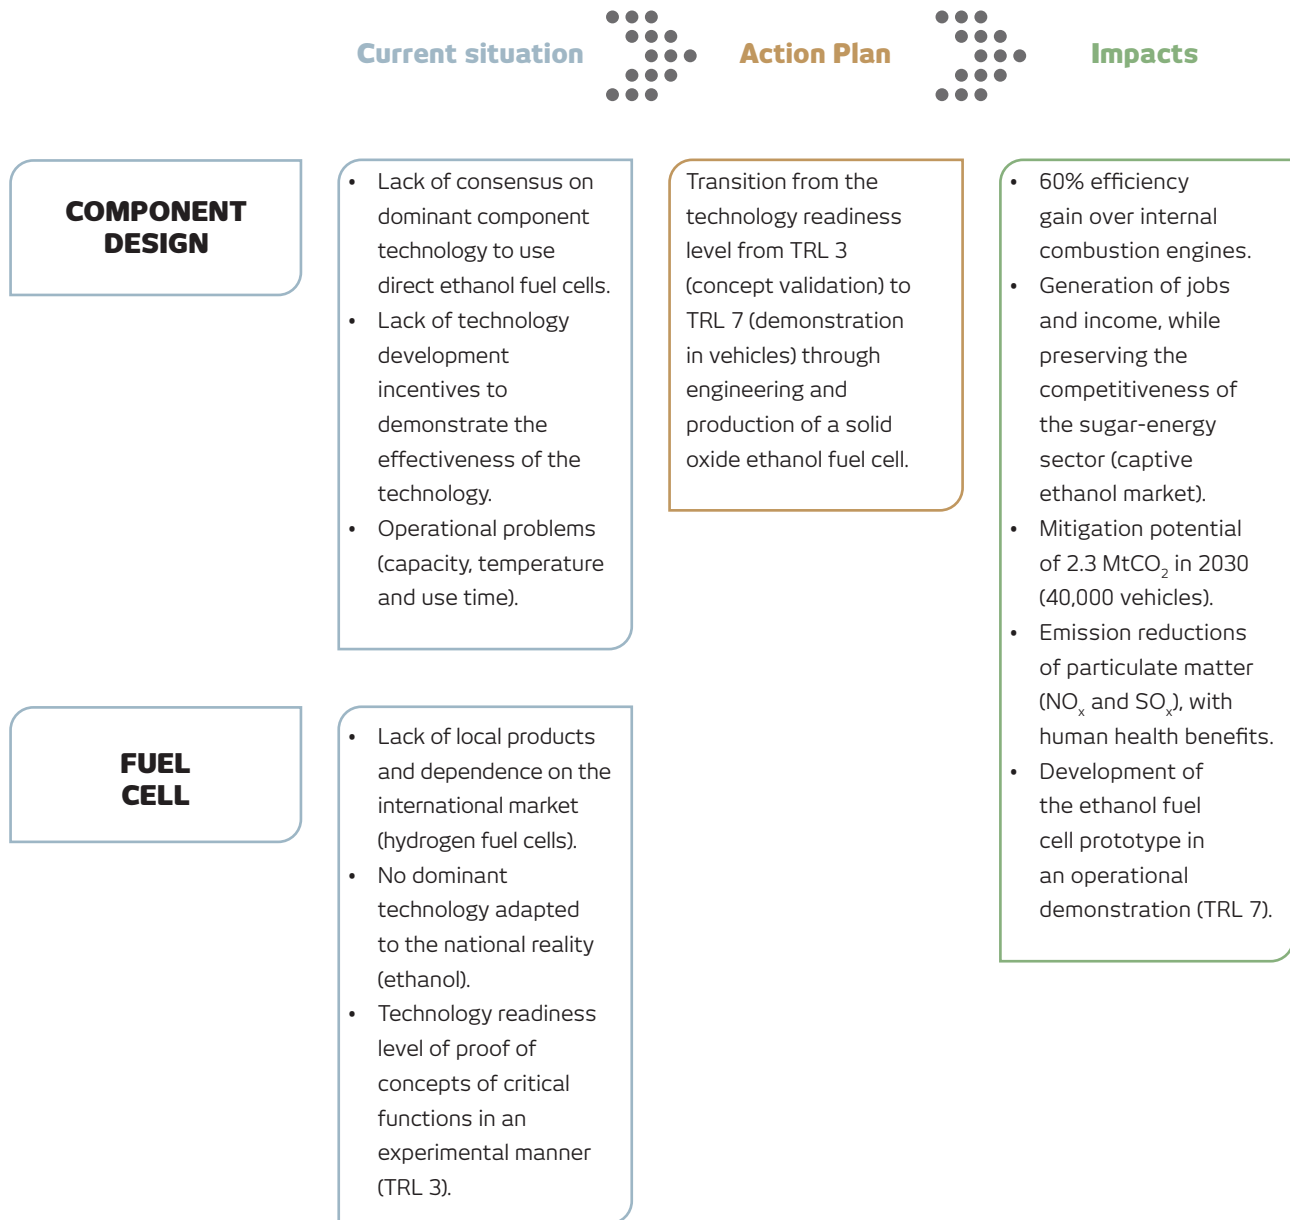 Current situation
Action Plan
Impacts
COMPONENT
DESIGN
• Lack of consensus on
dominant component
technology to use
direct ethanol fuel cells.
• Lack of technology
development
incentives to
demonstrate the
effectiveness of the
technology.
• Operational problems
(capacity, temperature
and use time).
Transition from the
technology readiness
level from TRL 3
(concept validation) to
TRL 7 (demonstration
in vehicles) through
engineering and
production of a solid
oxide ethanol fuel cell.
• 60% efficiency
gain over internal
combustion engines.
• Generation of jobs
and income, while
preserving the
competitiveness of
the sugar-energy
sector (captive
ethanol market).
• Mitigation potential
of 2.3 MtCO₂ in 2030
(40,000 vehicles).
• Emission reductions
of particulate matter
(NOₓ and SOₓ), with
human health benefits.
• Development of
the ethanol fuel
cell prototype in
an operational
demonstration (TRL 7).
FUEL
CELL
• Lack of local products
and dependence on the
international market
(hydrogen fuel cells).
• No dominant
technology adapted
to the national reality
(ethanol).
• Technology readiness
level of proof of
concepts of critical
functions in an
experimental manner
(TRL 3).